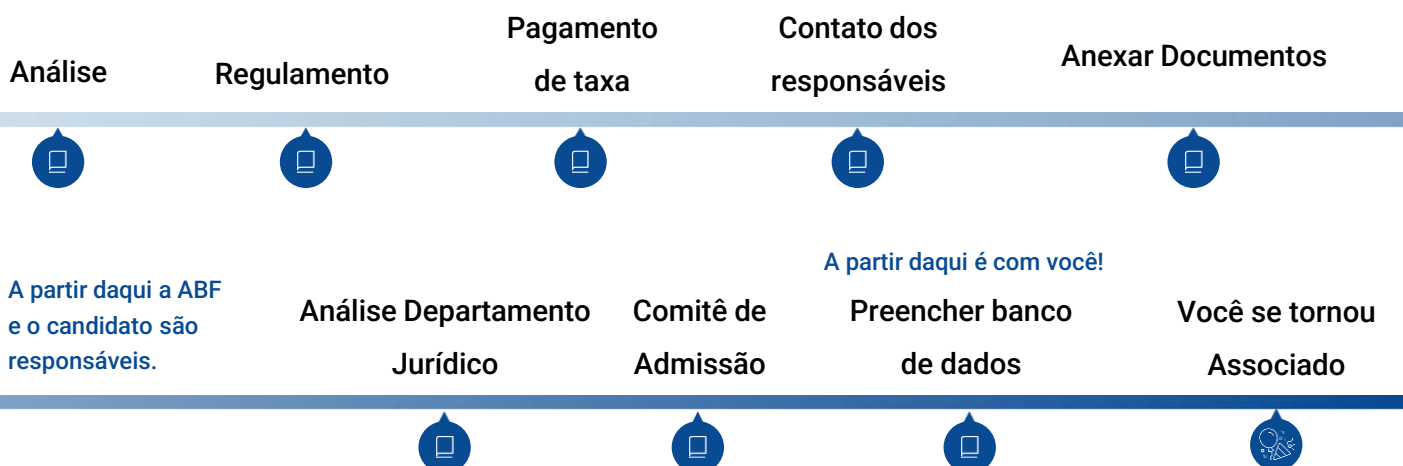 Análise
Regulamento
Pagamento
de taxa
Contato dos
responsáveis
Anexar Documentos
A partir daqui a ABF
e o candidato são
responsáveis.
Análise Departamento
Jurídico
Comitê de
Admissão
A partir daqui é com você!
Preencher banco
de dados
Você se tornou
Associado